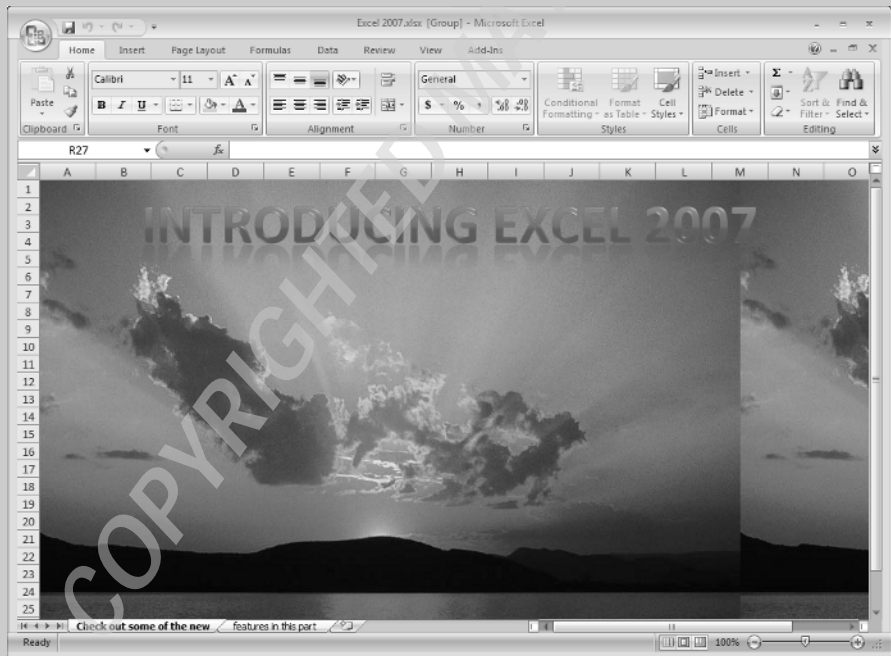 Excel 2007.xlsx [Group] - Microsoft Excel
Home Insert Page Layout Formulas Data Review View Add-Ins
Paste
Clipboard
Calibri 11
B I U A
Font
Alignment
General
$ % ,
Number
Conditional Formatting
Format as Table
Cell Styles
Styles
Insert
Delete
Format
Cells
Σ
Sort & Filter
Find & Select
Editing
R27 fx
A B C D E F G H I J K L M N O
1
2
3
INTRODUCING EXCEL 2007
4
5
6
7
8
9
10
11
12
13
14
15
16
17
18
19
20
21
22
23
24
25
COPYRIGHTED MA
Check out some of the new features in this part
Ready 100%